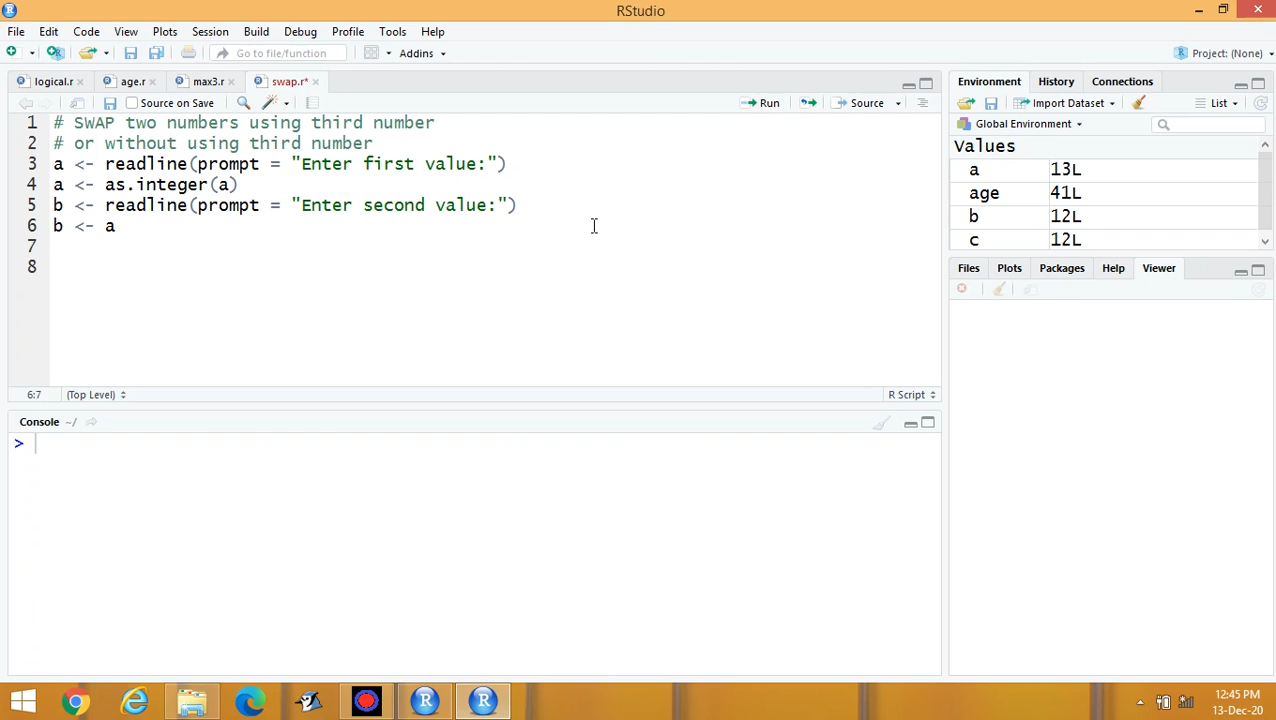 RStudio
File Edit Code View Plots Session Build Debug Profile Tools Help
Go to file/function Addins Project: (None)
logical.r age.r max3.r swap.r*
Source on Save Run Source
1 # SWAP two numbers using third number
2 # or without using third number
3 a <- readline(prompt = "Enter first value:")
4 a <- as.integer(a)
5 b <- readline(prompt = "Enter second value:")
6 b <- a
7
8
6:7 (Top Level) R Script
Console ~/
>
Environment History Connections
Import Dataset List
Global Environment
Values
a 13L
age 41L
b 12L
c 12L
Files Plots Packages Help Viewer
12:45 PM
13-Dec-20